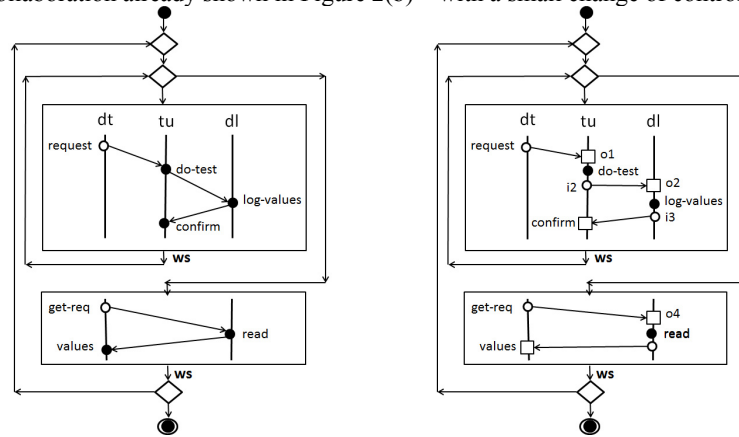 ollaboration already shown in Figure 2(b) – with a small change of control
dt tu dl
request
do-test
log-values
confirm
ws
get-req
read
values
ws
dt tu dl
request
o1
do-test
i2
o2
log-values
confirm
i3
ws
get-req
o4
read
values
ws